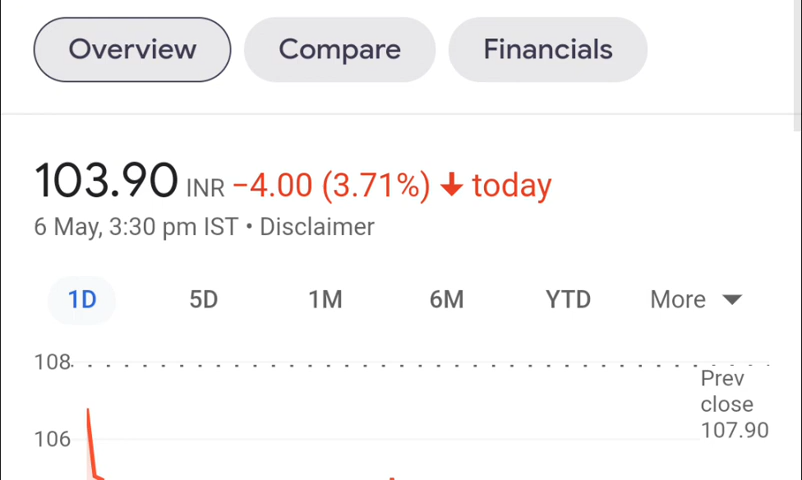 Overview Compare Financials
103.90 INR −4.00 (3.71%) ↓ today
6 May, 3:30 pm IST • Disclaimer
1D 5D 1M 6M YTD More
108
Prev
close
107.90
106